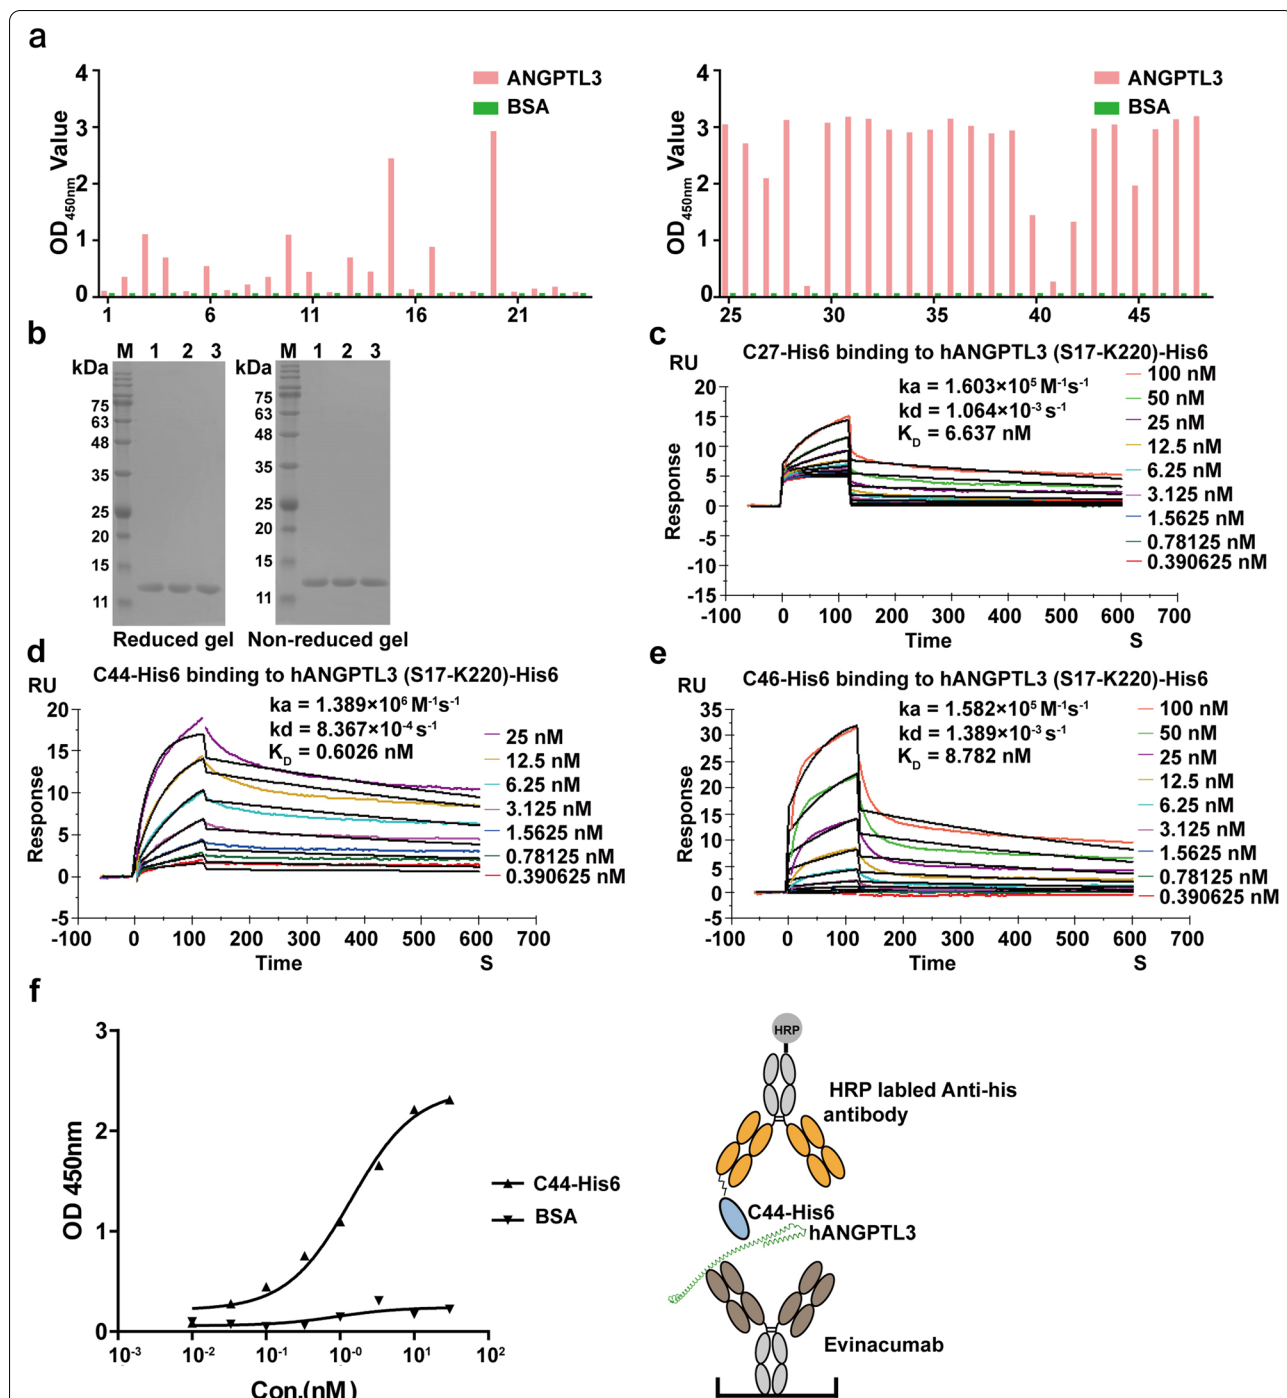 a
4
3
2
1
0
OD450nm Value
ANGPTL3
BSA
1 6 11 16 21
4
3
2
1
0
OD450nm Value
ANGPTL3
BSA
25 30 35 40 45
b
kDa M 1 2 3
75
63
48
35
25
20
15
11
Reduced gel
M 1 2 3
75
63
48
35
25
20
15
11
Non-reduced gel
c
C27-His6 binding to hANGPTL3 (S17-K220)-His6
RU
ka = 1.603×10⁵ M⁻¹s⁻¹
kd = 1.064×10⁻³ s⁻¹
KD = 6.637 nM
20
15
10
5
0
-5
-10
-15
Response
-100 0 100 200 300 400 500 600 700
Time S
100 nM
50 nM
25 nM
12.5 nM
6.25 nM
3.125 nM
1.5625 nM
0.78125 nM
0.390625 nM
d
C44-His6 binding to hANGPTL3 (S17-K220)-His6
RU
ka = 1.389×10⁶ M⁻¹s⁻¹
kd = 8.367×10⁻⁴ s⁻¹
KD = 0.6026 nM
20
15
10
5
0
-5
Response
-100 0 100 200 300 400 500 600 700
Time S
25 nM
12.5 nM
6.25 nM
3.125 nM
1.5625 nM
0.78125 nM
0.390625 nM
e
C46-His6 binding to hANGPTL3 (S17-K220)-His6
RU
ka = 1.582×10⁵ M⁻¹s⁻¹
kd = 1.389×10⁻³ s⁻¹
KD = 8.782 nM
35
30
25
20
15
10
5
0
5
Response
-100 0 100 200 300 400 500 600 700
Time S
100 nM
50 nM
25 nM
12.5 nM
6.25 nM
3.125 nM
1.5625 nM
0.78125 nM
0.390625 nM
f
3
2
1
0
OD 450nm
10⁻³ 10⁻² 10⁻¹ 10⁻⁰ 10¹ 10²
Con.(nM)
C44-His6
BSA
HRP
HRP labled Anti-his
antibody
C44-His6
hANGPTL3
Evinacumab